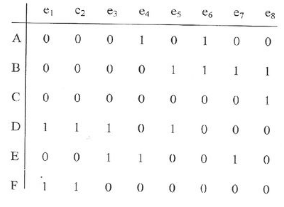 e1 c2 e3 e4 e5 e6 e7 e8
A 0 0 0 1 0 1 0 0
B 0 0 0 0 1 1 1 1
C 0 0 0 0 0 0 0 1
D 1 1 1 0 1 0 0 0
E 0 0 1 1 0 0 1 0
F 1 1 0 0 0 0 0 0